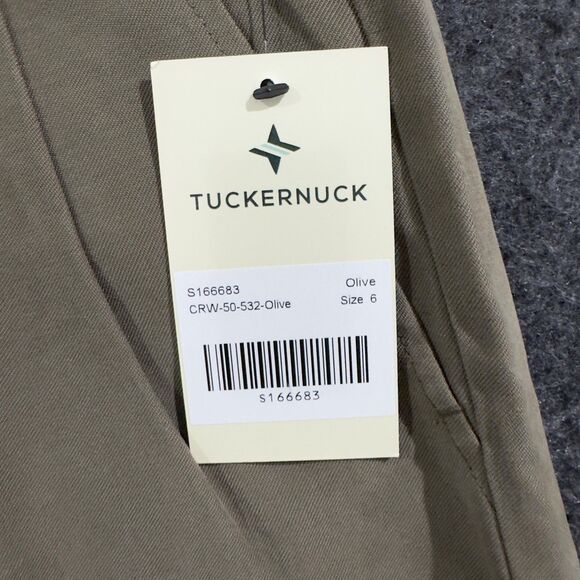 TUCKERNUCK
S166683 Olive
CRW-50-532-Olive Size 6
S166683